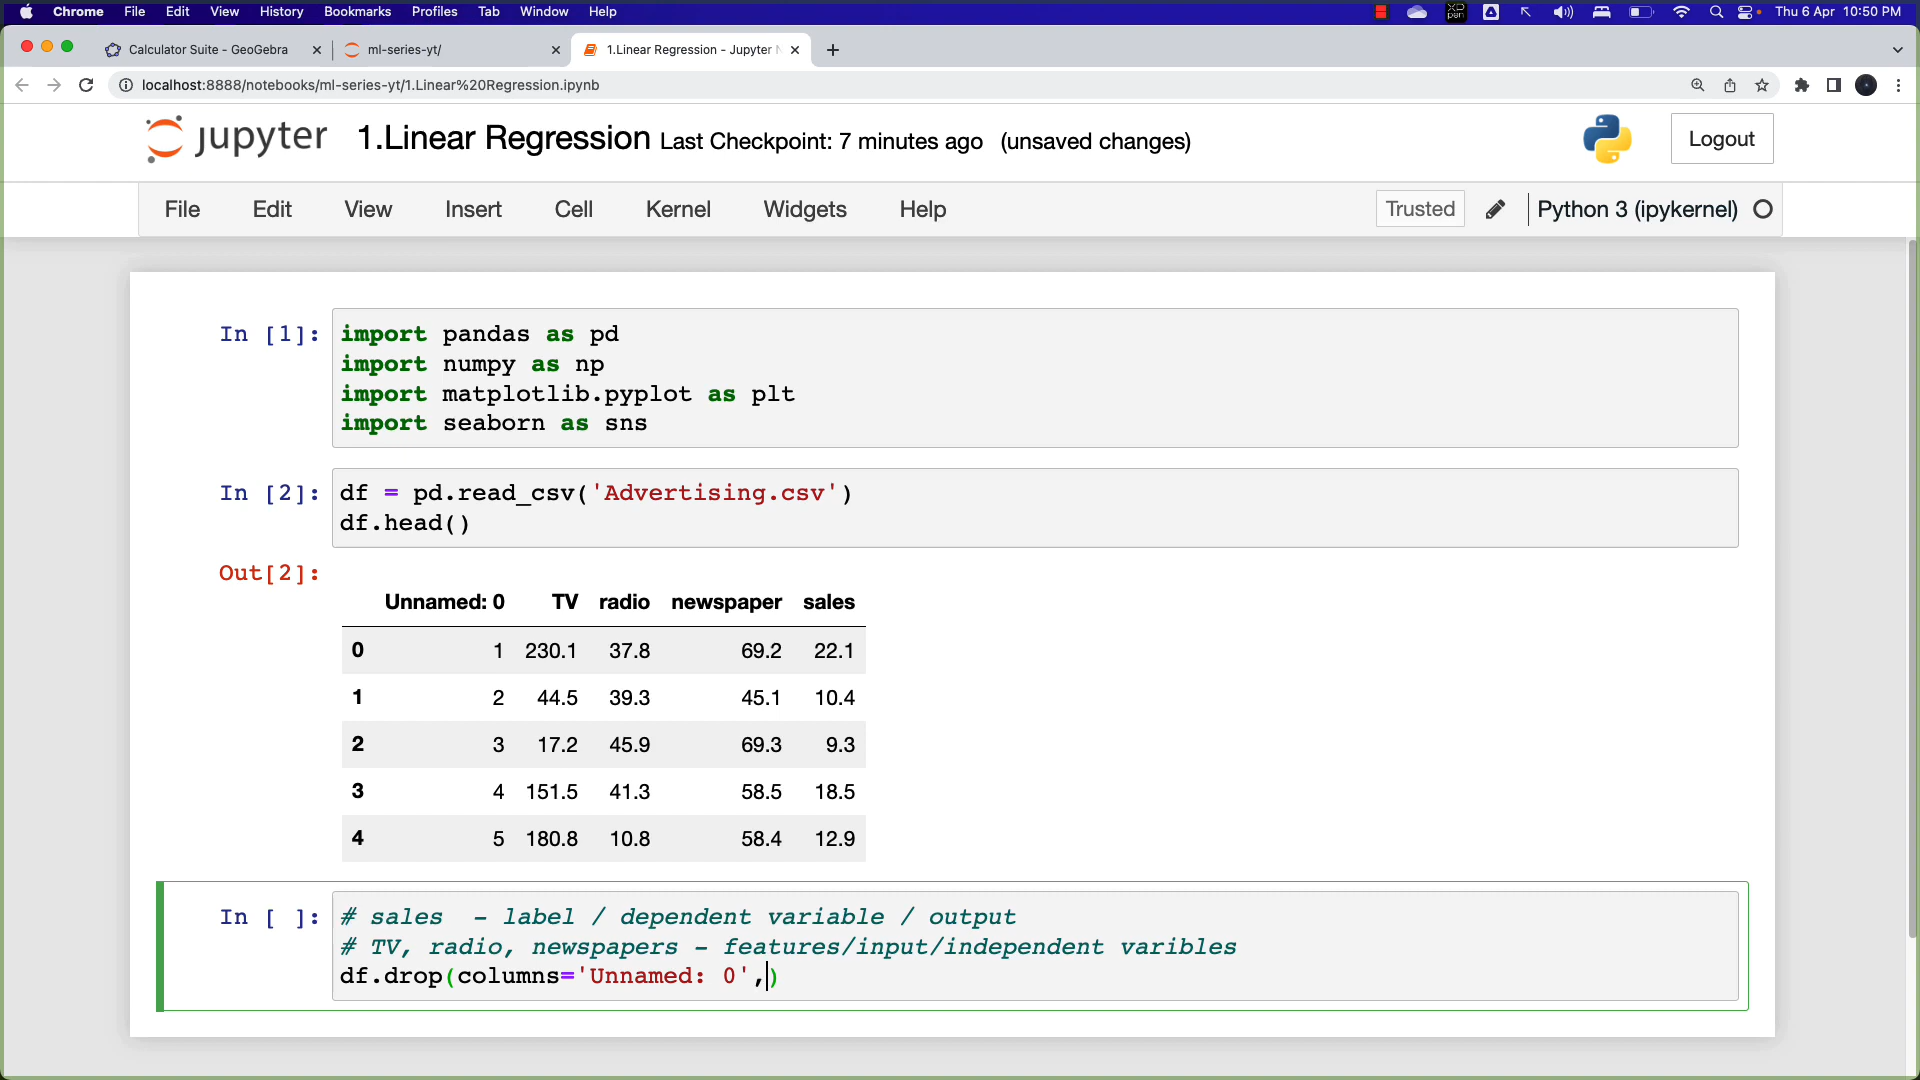 Chrome File Edit View History Bookmarks Profiles Tab Window Help Thu 6 Apr 10:50 PM
Calculator Suite - GeoGebra ml-series-yt/ 1.Linear Regression - Jupyter N
localhost:8888/notebooks/ml-series-yt/1.Linear%20Regression.ipynb
jupyter 1.Linear Regression Last Checkpoint: 7 minutes ago (unsaved changes) Logout
File Edit View Insert Cell Kernel Widgets Help Trusted Python 3 (ipykernel)
In [1]: import pandas as pd
import numpy as np
import matplotlib.pyplot as plt
import seaborn as sns
In [2]: df = pd.read_csv('Advertising.csv')
df.head()
Out[2]:
Unnamed: 0 TV radio newspaper sales
0 1 230.1 37.8 69.2 22.1
1 2 44.5 39.3 45.1 10.4
2 3 17.2 45.9 69.3 9.3
3 4 151.5 41.3 58.5 18.5
4 5 180.8 10.8 58.4 12.9
In [ ]: # sales  - label / dependent variable / output
# TV, radio, newspapers - features/input/independent varibles
df.drop(columns='Unnamed: 0',)